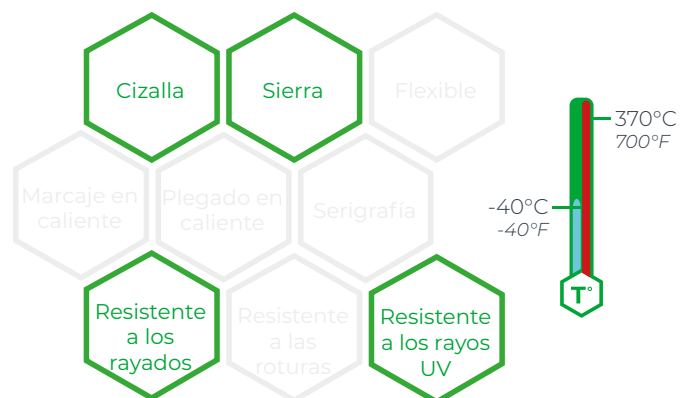 Cizalla
Sierra
Flexible
Marcaje en
caliente
Plegado en
caliente
Serigrafía
Resistente
a los
rayados
Resistente
a las
roturas
Resistente
a los rayos
UV
370°C
700°F
-40°C
-40°F
T°